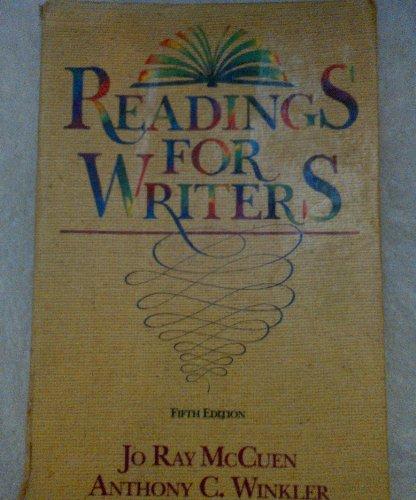 READINGS
FOR
WRITERS
FIFTH EDITION
JO RAY MCCUEN
ANTHONY C. WINKLER